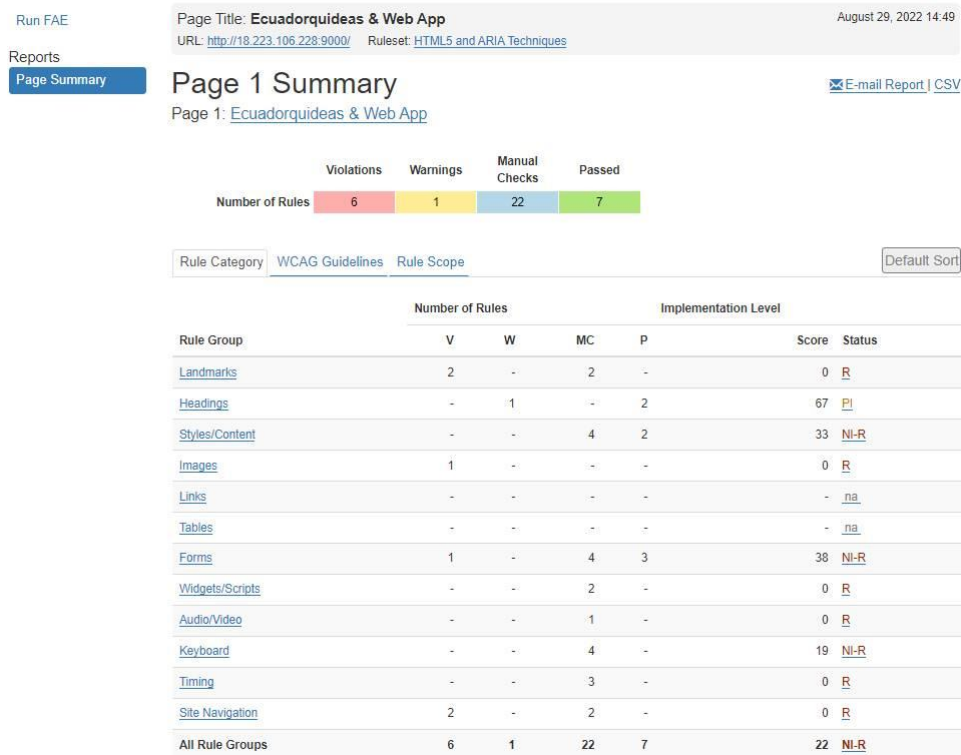 Run FAE
Reports
Page Summary
Page Title: Ecuadorquideas & Web App
August 29, 2022 14:49
URL: http://18.223.106.228:9000/ Ruleset: HTML5 and ARIA Techniques
Page 1 Summary
E-mail Report | CSV
Page 1: Ecuadorquideas & Web App
Violations Warnings Manual Checks Passed
Number of Rules 6 1 22 7
Rule Category WCAG Guidelines Rule Scope Default Sort
Number of Rules Implementation Level
Rule Group V W MC P Score Status
Landmarks 2 - 2 - 0 R
Headings - 1 - 2 67 PI
Styles/Content - - 4 2 33 NI-R
Images 1 - - - 0 R
Links - - - - - na
Tables - - - - - na
Forms 1 - 4 3 38 NI-R
Widgets/Scripts - - 2 - 0 R
Audio/Video - - 1 - 0 R
Keyboard - - 4 - 19 NI-R
Timing - - 3 - 0 R
Site Navigation 2 - 2 - 0 R
All Rule Groups 6 1 22 7 22 NI-R